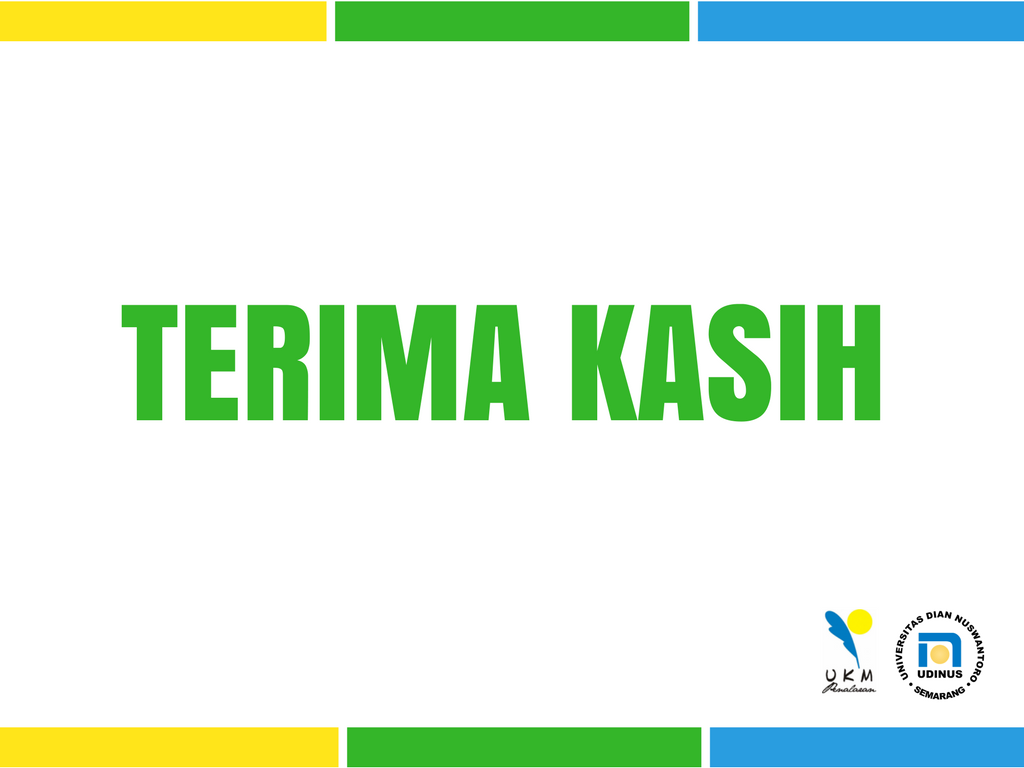 TERIMA KASIH
UKM
Penalaran
UNIVERSITAS DIAN NUSWANTORO
UDINUS
• SEMARANG •